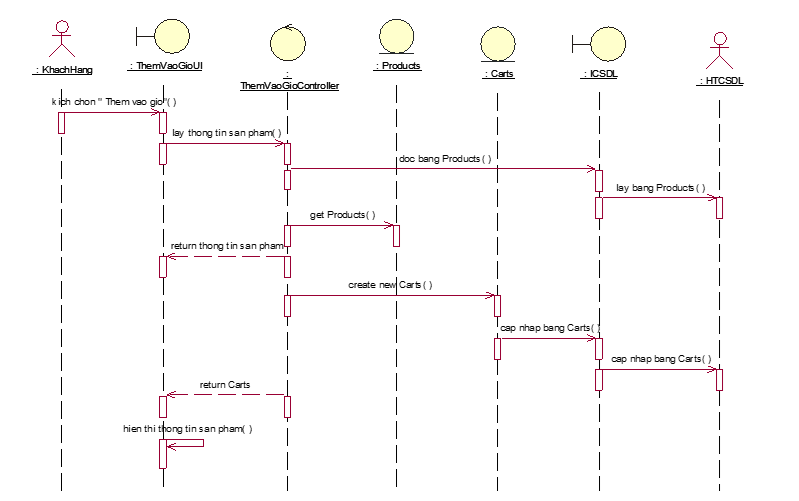 : KhachHang
: ThemVaoGioUI
:
ThemVaoGioController
: Products
: Carts
: ICSDL
: HTCSDL
kich chon " Them vao gio"( )
lay thong tin san pham( )
doc bang Products( )
lay bang Products( )
get Products( )
return thong tin san pham
create new Carts( )
cap nhap bang Carts( )
cap nhap bang Carts( )
return Carts
hien thi thong tin san pham( )